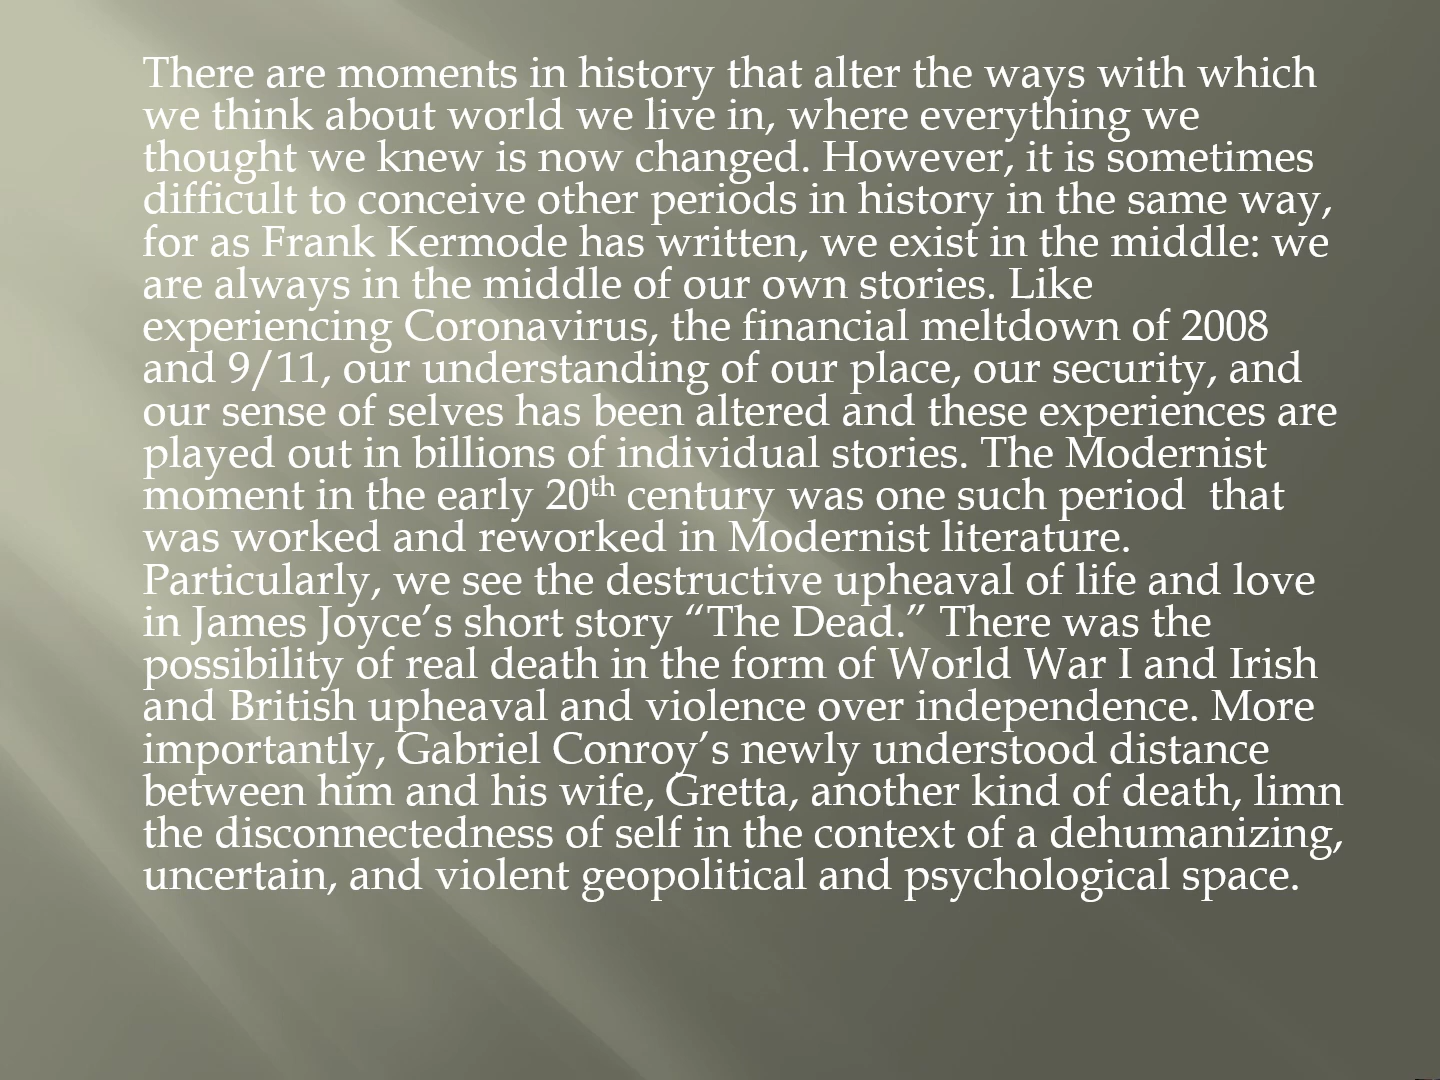 There are moments in history that alter the ways with which
we think about world we live in, where everything we
thought we knew is now changed. However, it is sometimes
difficult to conceive other periods in history in the same way,
for as Frank Kermode has written, we exist in the middle: we
are always in the middle of our own stories. Like
experiencing Coronavirus, the financial meltdown of 2008
and 9/11, our understanding of our place, our security, and
our sense of selves has been altered and these experiences are
played out in billions of individual stories. The Modernist
moment in the early 20th century was one such period  that
was worked and reworked in Modernist literature.
Particularly, we see the destructive upheaval of life and love
in James Joyce’s short story “The Dead.” There was the
possibility of real death in the form of World War I and Irish
and British upheaval and violence over independence. More
importantly, Gabriel Conroy’s newly understood distance
between him and his wife, Gretta, another kind of death, limn
the disconnectedness of self in the context of a dehumanizing,
uncertain, and violent geopolitical and psychological space.